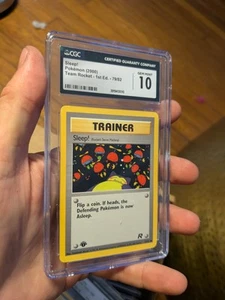 CGC
CERTIFIED GUARANTY COMPANY
Sleep!
Pokémon (2000)
Team Rocket - 1st Ed. - 79/82
GEM MINT
10
TRAINER
Sleep!
Flip a coin. If heads, the
Defending Pokémon is now
Asleep.
1
R